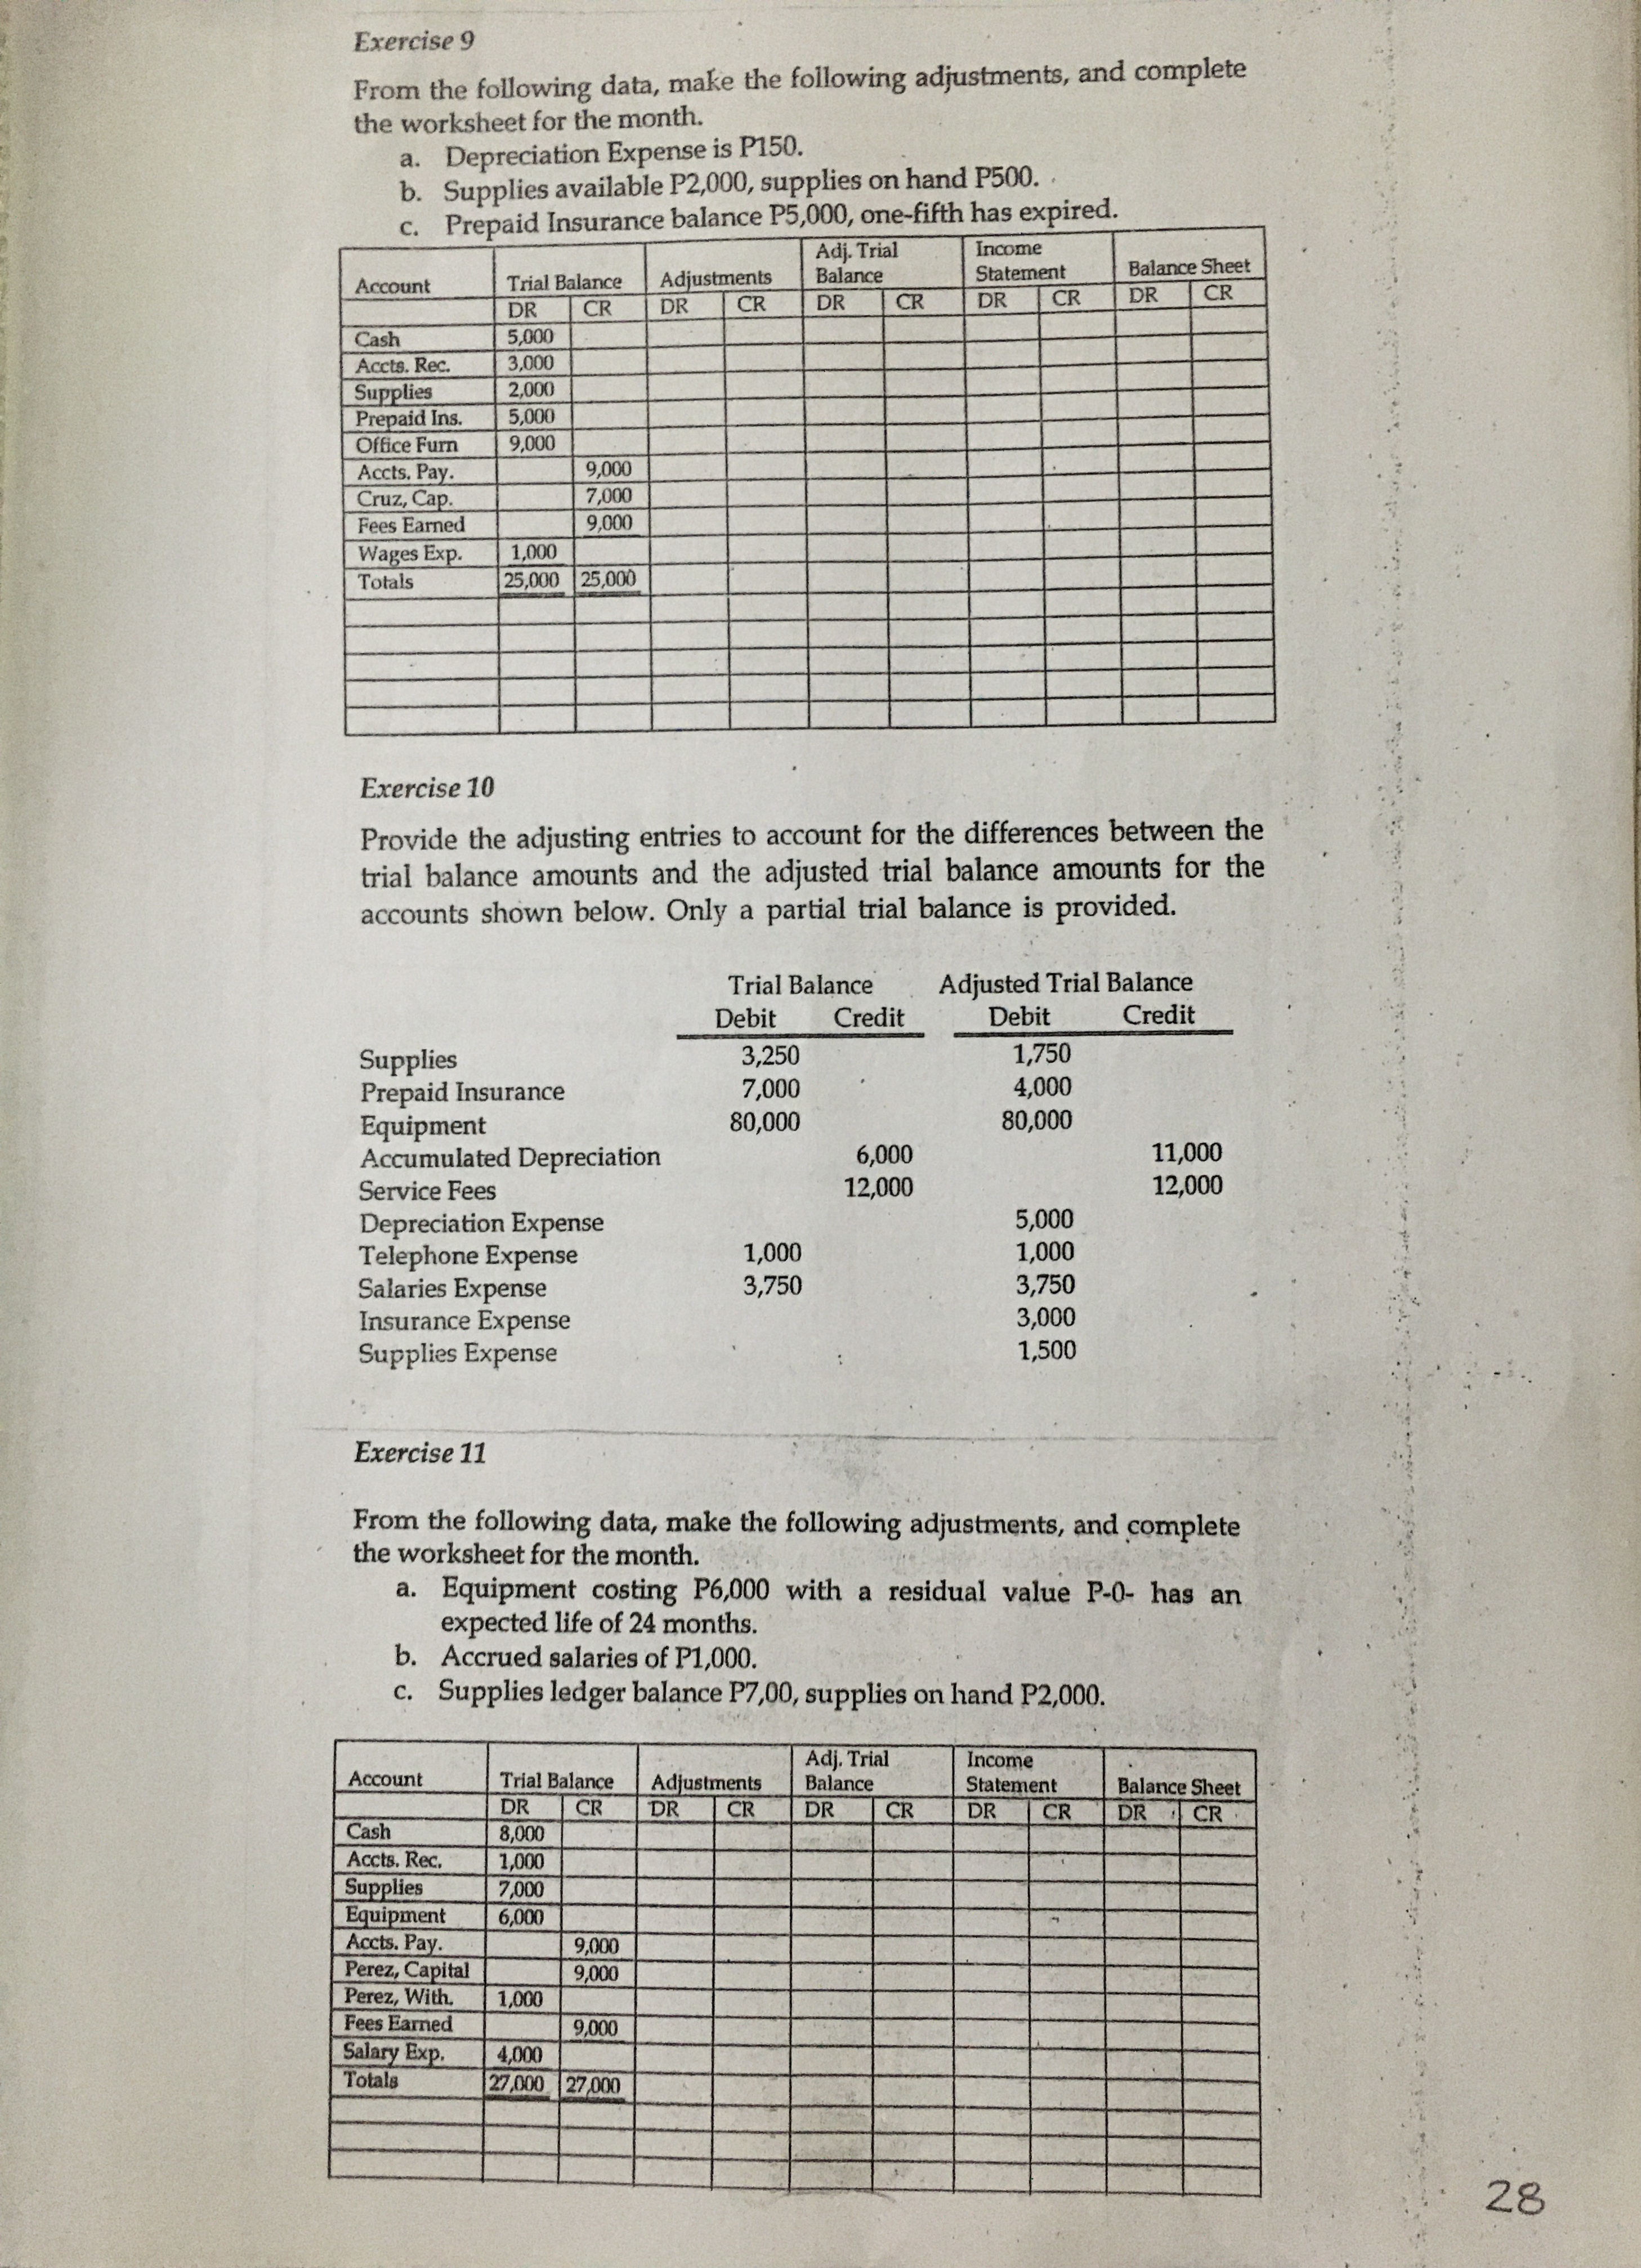 Exercise 9
From the following data, make the following adjustments, and complete
the worksheet for the month.
a. Depreciation Expense is P150.
b. Supplies available P2,000, supplies on hand P500.
c. Prepaid Insurance balance P5,000, one-fifth has expired.
Account Trial Balance Adjustments Adj. Trial Balance Income Statement Balance Sheet
DR CR DR CR DR CR DR CR DR CR
Cash 5,000
Accts. Rec. 3,000
Supplies 2,000
Prepaid Ins. 5,000
Office Furn 9,000
Accts. Pay. 9,000
Cruz, Cap. 7,000
Fees Earned 9,000
Wages Exp. 1,000
Totals 25,000 25,000
Exercise 10
Provide the adjusting entries to account for the differences between the
trial balance amounts and the adjusted trial balance amounts for the
accounts shown below. Only a partial trial balance is provided.
Trial Balance Adjusted Trial Balance
Debit Credit Debit Credit
Supplies 3,250 1,750
Prepaid Insurance 7,000 4,000
Equipment 80,000 80,000
Accumulated Depreciation 6,000 11,000
Service Fees 12,000 12,000
Depreciation Expense 5,000
Telephone Expense 1,000 1,000
Salaries Expense 3,750 3,750
Insurance Expense 3,000
Supplies Expense 1,500
Exercise 11
From the following data, make the following adjustments, and complete
the worksheet for the month.
a. Equipment costing P6,000 with a residual value P-0- has an
expected life of 24 months.
b. Accrued salaries of P1,000.
c. Supplies ledger balance P7,00, supplies on hand P2,000.
Account Trial Balance Adjustments Adj. Trial Balance Income Statement Balance Sheet
DR CR DR CR DR CR DR CR DR CR
Cash 8,000
Accts. Rec. 1,000
Supplies 7,000
Equipment 6,000
Accts. Pay. 9,000
Perez, Capital 9,000
Perez, With. 1,000
Fees Earned 9,000
Salary Exp. 4,000
Totals 27,000 27,000
28